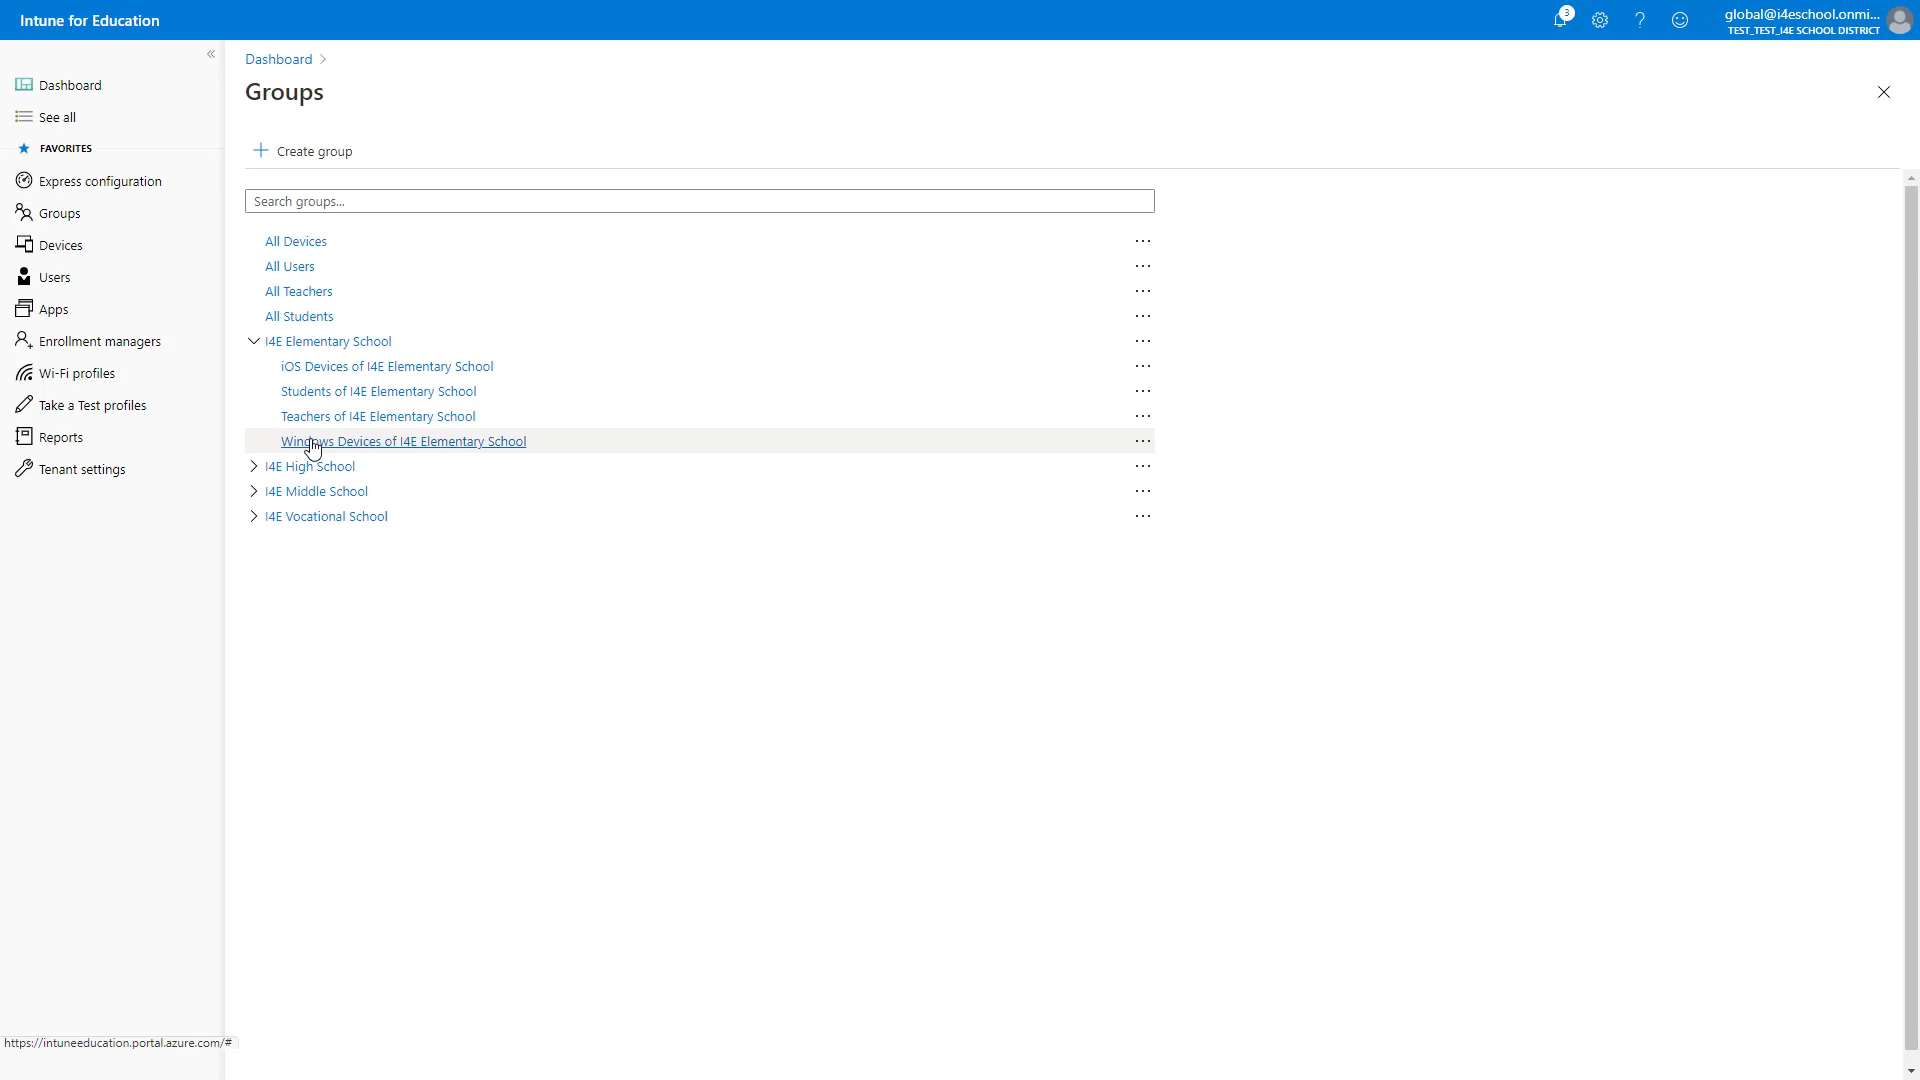 Intune for Education
3
global@i4eschool.onmi...
TEST_TEST_I4E SCHOOL DISTRICT
Dashboard
See all
FAVORITES
Express configuration
Groups
Devices
Users
Apps
Enrollment managers
Wi-Fi profiles
Take a Test profiles
Reports
Tenant settings
https://intuneeducation.portal.azure.com/#
Dashboard
Groups
Create group
Search groups...
All Devices
All Users
All Teachers
All Students
I4E Elementary School
iOS Devices of I4E Elementary School
Students of I4E Elementary School
Teachers of I4E Elementary School
Windows Devices of I4E Elementary School
I4E High School
I4E Middle School
I4E Vocational School